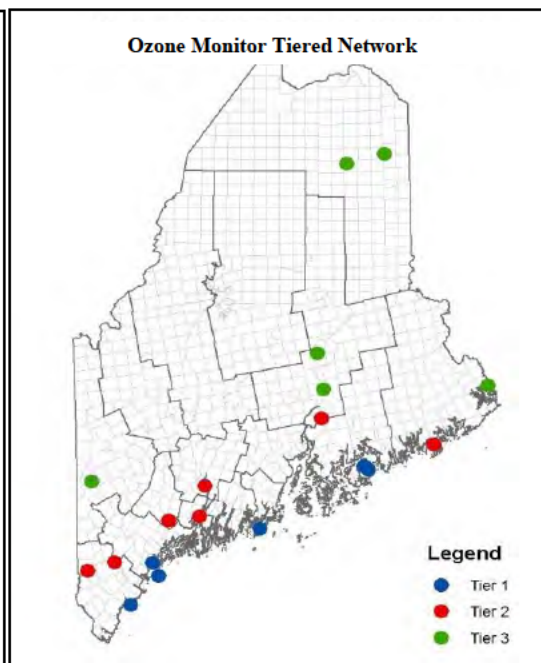 Ozone Monitor Tiered Network
Legend
Tier 1
Tier 2
Tier 3